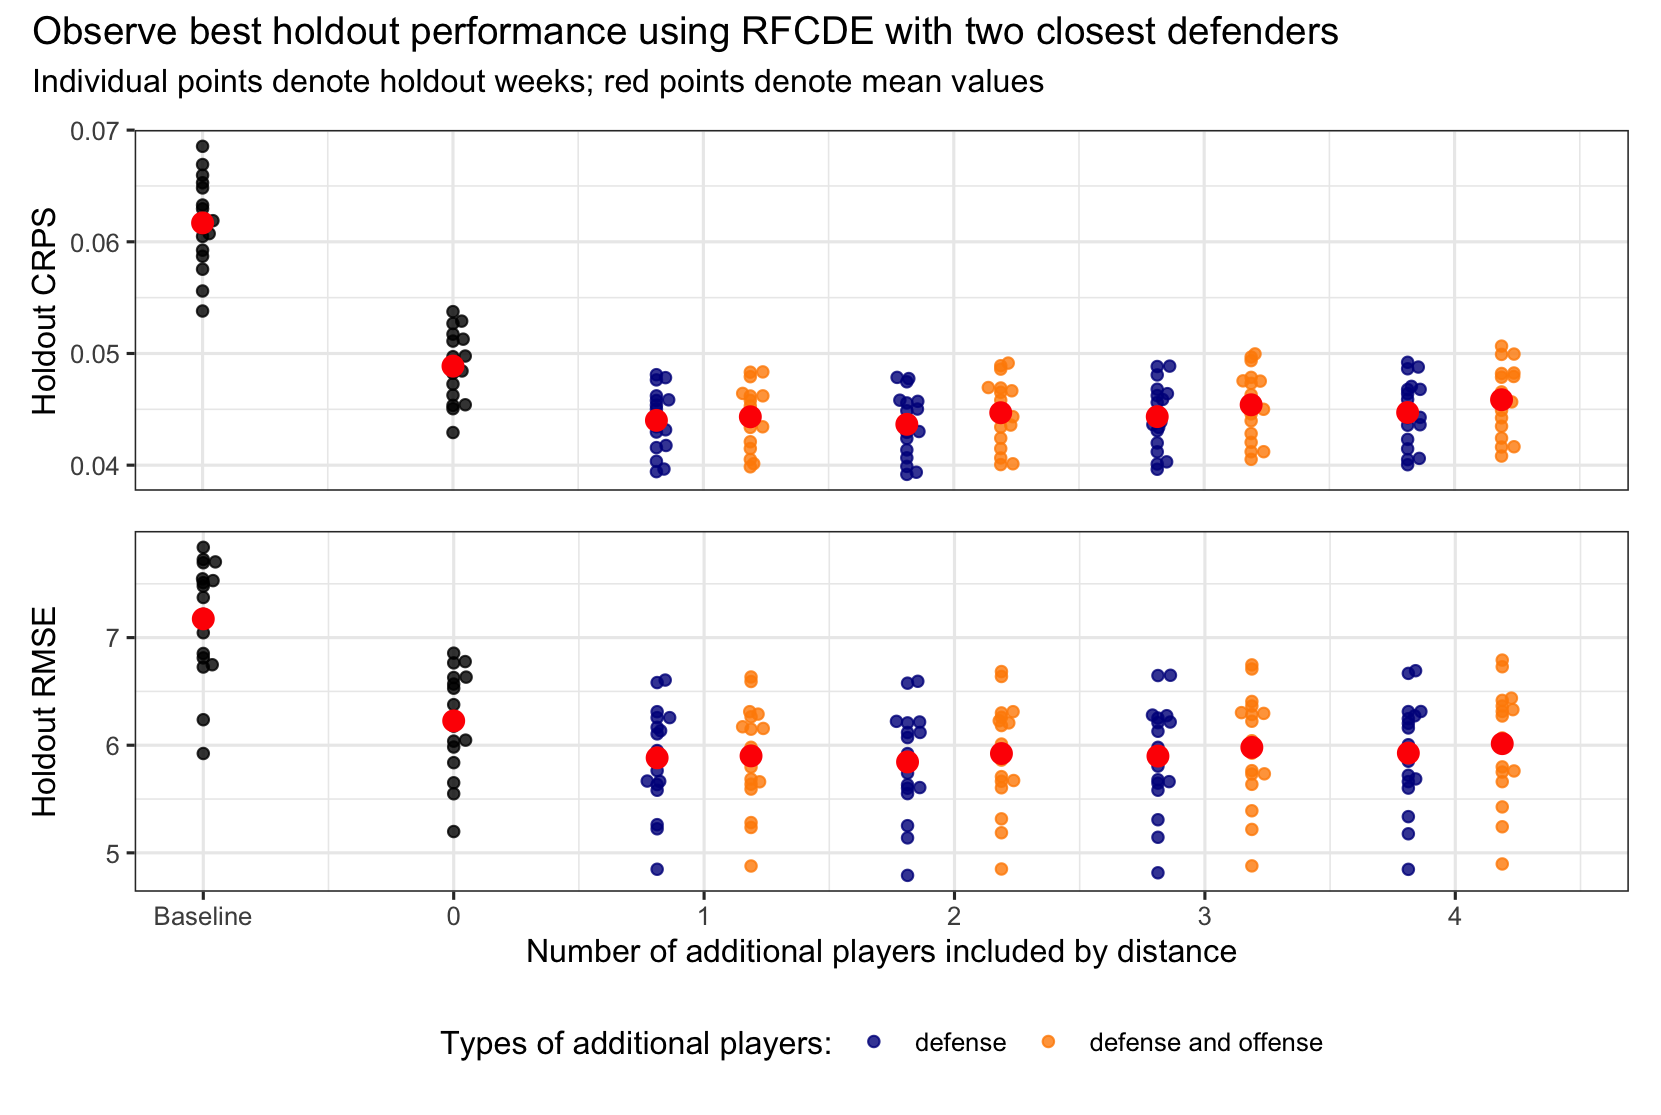 Observe best holdout performance using RFCDE with two closest defenders
Individual points denote holdout weeks; red points denote mean values
Holdout CRPS
0.07
0.06
0.05
0.04
Holdout RMSE
7
6
5
Baseline 0 1 2 3 4
Number of additional players included by distance
Types of additional players: defense defense and offense